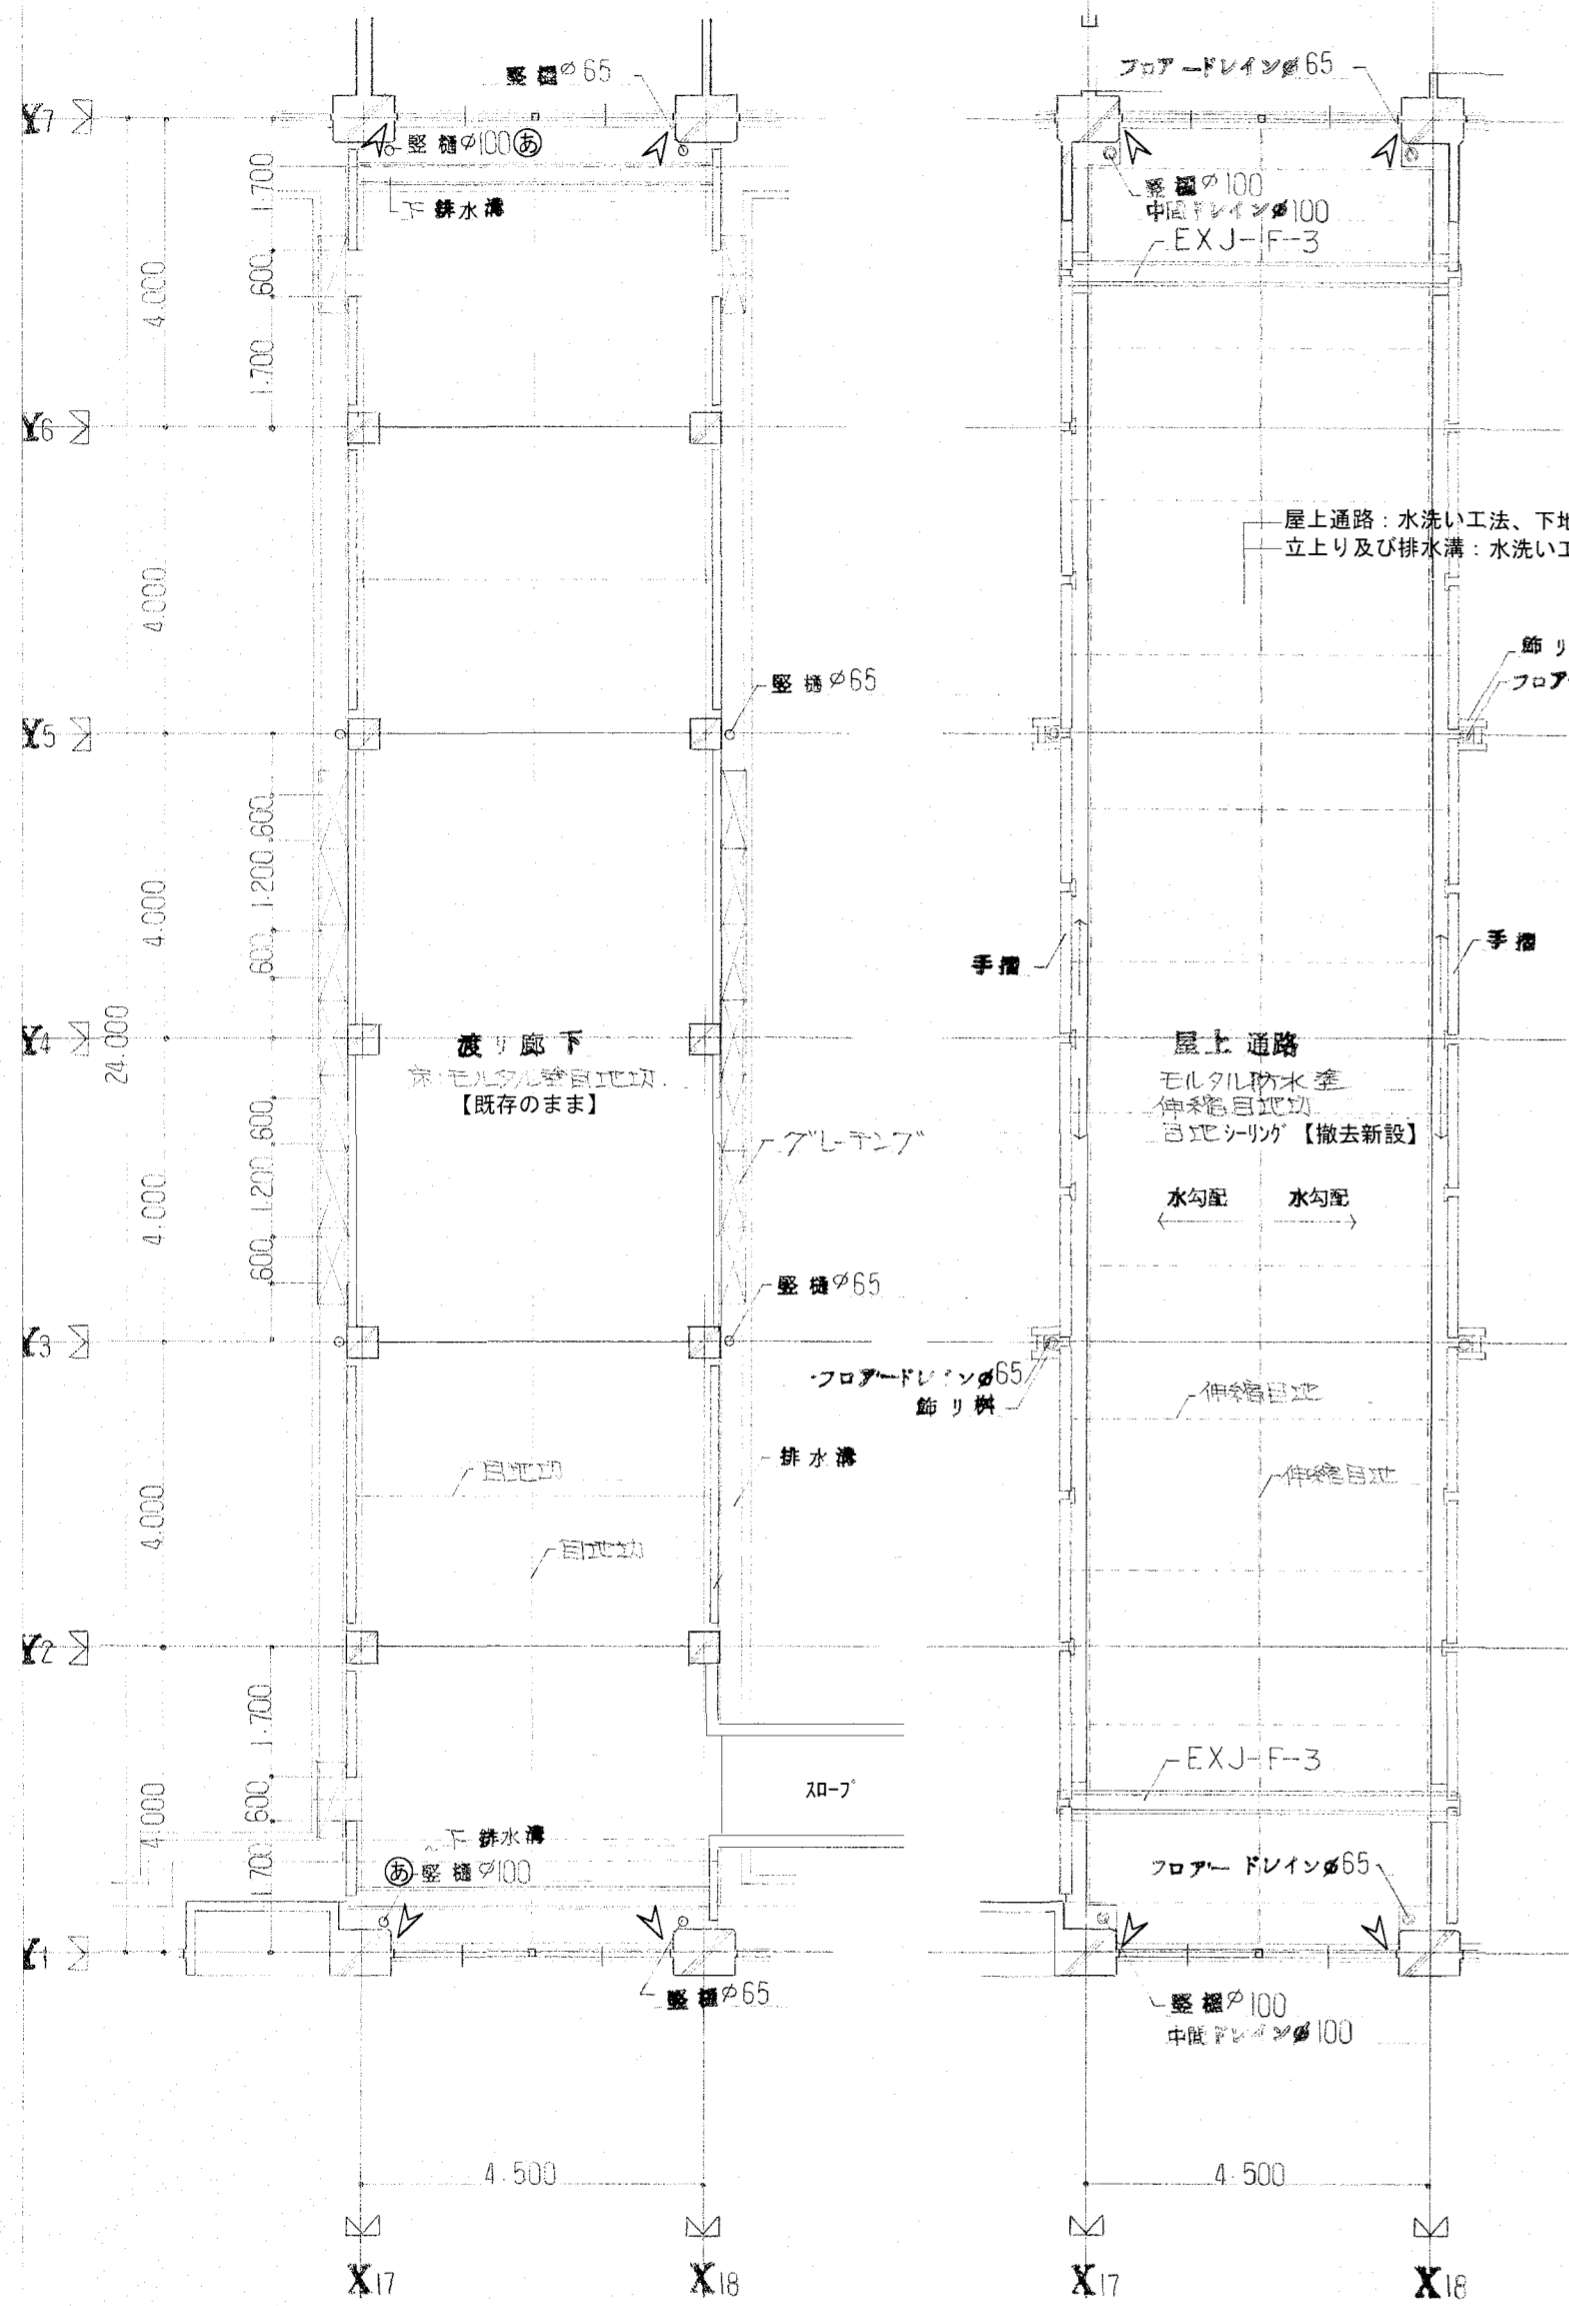 竪樋φ65
フロアードレインφ65
Y7
竪樋φ100 あ
下排水溝
竪樋φ100
中間ドレインφ100
EXJ-F-3
1.700
600
1.700
4.000
Y6
屋上通路：水洗い工法、下地
立上り及び排水溝：水洗い工
4.000
飾り
フロア
竪樋φ65
Y5
600
1.200
600
4.000
手摺
手摺
24.000
Y4
渡り廊下
床：モルタル塗目地切
【既存のまま】
屋上通路
モルタル防水塗
伸縮目地切
目地シーリング【撤去新設】
グレーチング
水勾配
水勾配
600
1.200
600
4.000
竪樋φ65
Y3
フロアードレインφ65
飾り桝
伸縮目地
排水溝
目地切
伸縮目地
4.000
目地切
Y2
1.700
600
1.700
4.000
EXJ-F-3
スロープ
下排水溝
あ 竪樋φ100
フロアードレインφ65
Y1
竪樋φ65
竪樋φ100
中間ドレインφ100
4.500
4.500
X17
X18
X17
X18